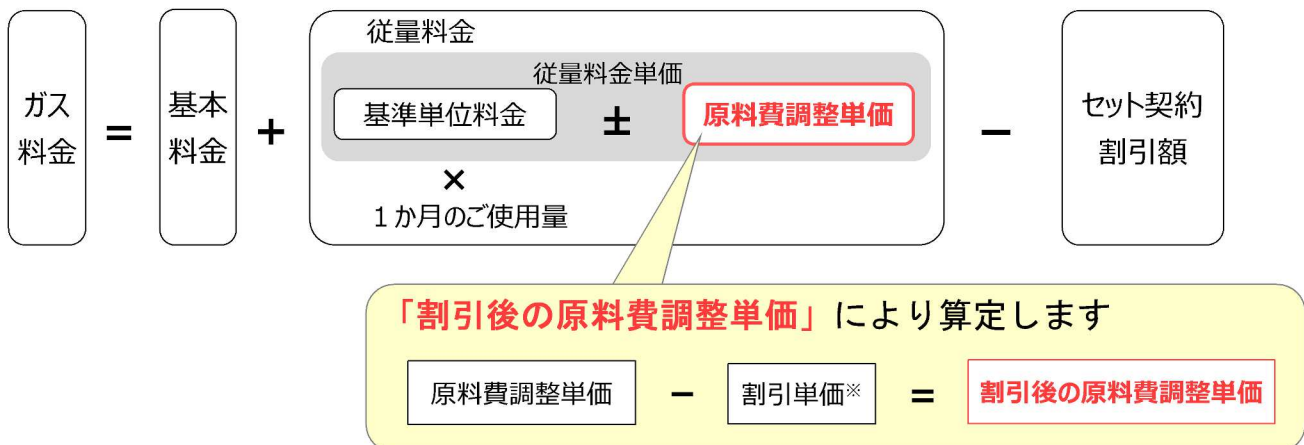 ガス
料金
=
基本
料金
+
従量料金
従量料金単価
基準単位料金 ± 原料費調整単価
×
1か月のご使用量
−
セット契約
割引額
「割引後の原料費調整単価」により算定します
原料費調整単価 − 割引単価※ = 割引後の原料費調整単価